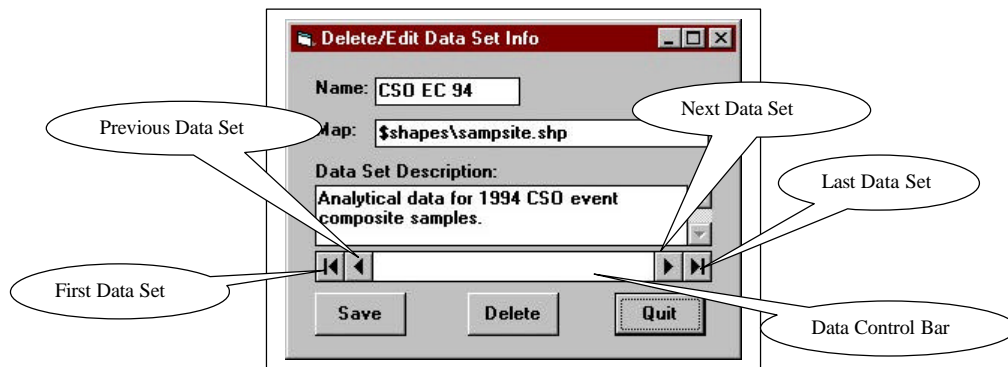 Delete/Edit Data Set Info
Name: CSO EC 94
Next Data Set
Previous Data Set
Map: $shapes\sampsite.shp
Data Set Description:
Last Data Set
Analytical data for 1994 CSO event
composite samples.
First Data Set
Save Delete Quit
Data Control Bar